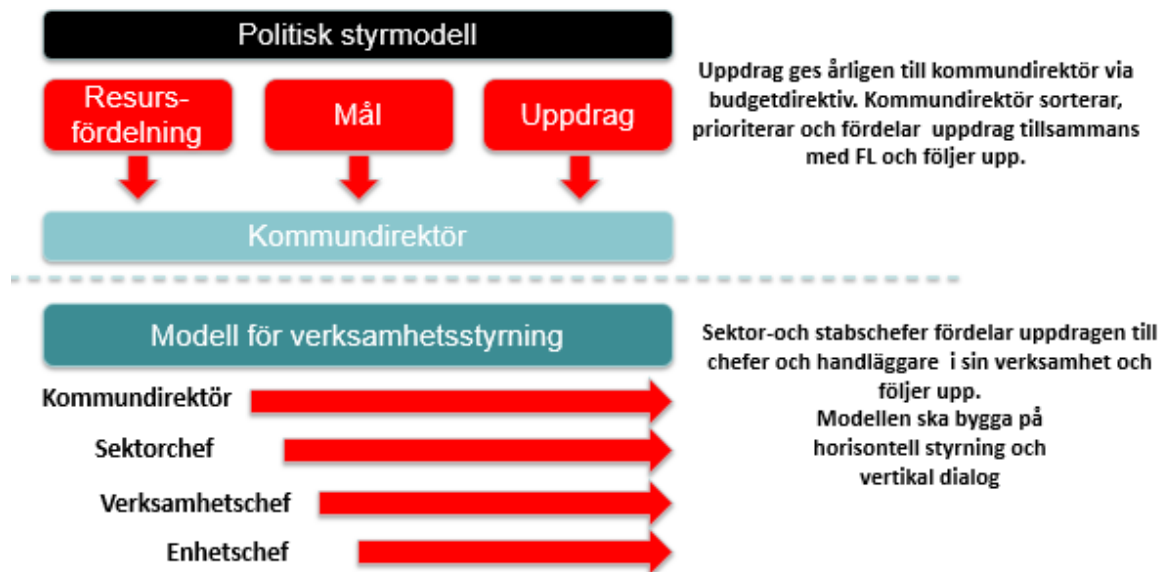 Politisk styrmodell
Resurs-
fördelning
Mål
Uppdrag
Kommundirektör
Uppdrag ges årligen till kommundirektör via
budgetdirektiv. Kommundirektör sorterar,
prioriterar och fördelar uppdrag tillsammans
med FL och följer upp.
Modell för verksamhetsstyrning
Kommundirektör
Sektorchef
Verksamhetschef
Enhetschef
Sektor-och stabschefer fördelar uppdragen till
chefer och handläggare i sin verksamhet och
följer upp.
Modellen ska bygga på
horisontell styrning och
vertikal dialog